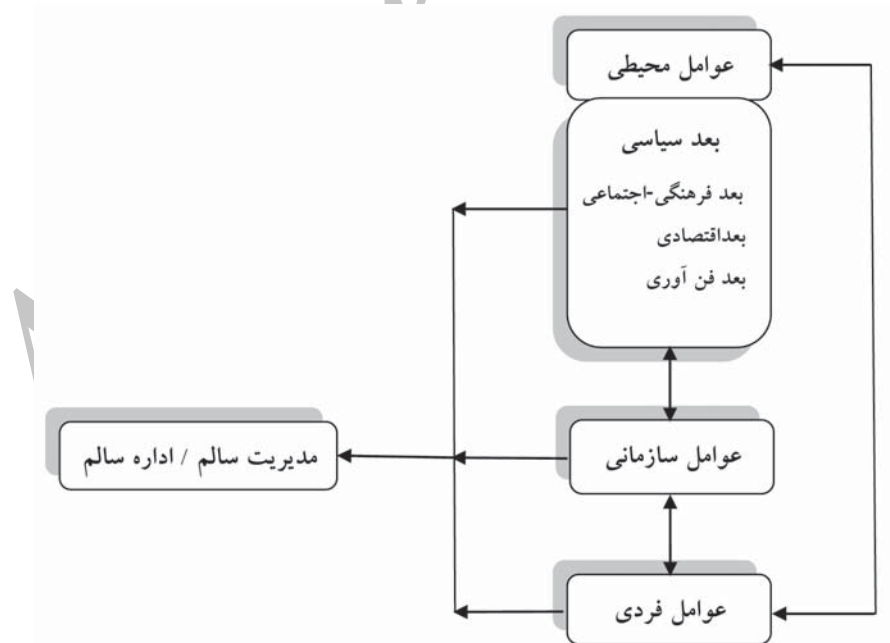 عوامل محیطی
بعد سیاسی
بعد فرهنگی-اجتماعی
بعداقتصادی
بعد فن آوری
عوامل سازمانی
مدیریت سالم / اداره سالم
عوامل فردی